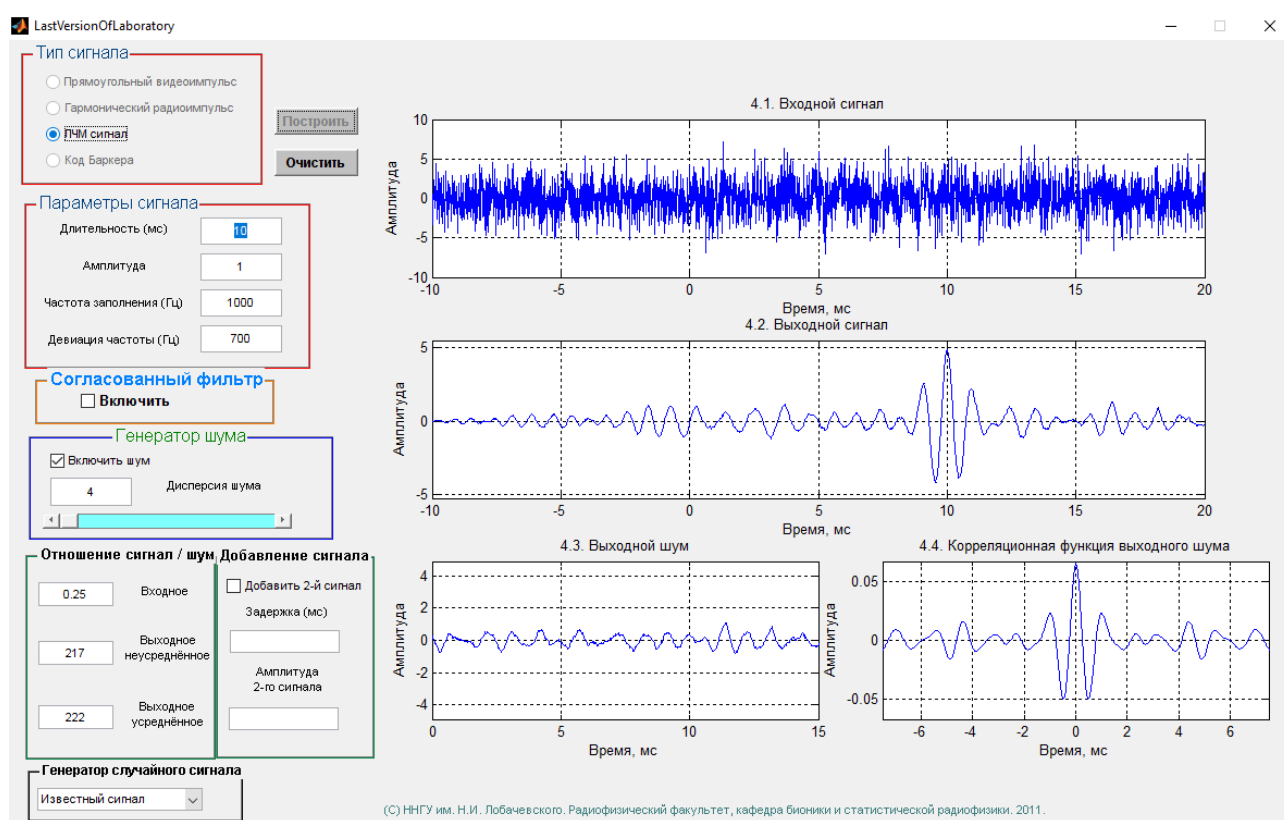 LastVersionOfLaboratory
Тип сигнала
Прямоугольный видеоимпульс
Гармонический радиоимпульс
ЛЧМ сигнал
Код Баркера
Построить
Очистить
Параметры сигнала
Длительность (мс) 10
Амплитуда 1
Частота заполнения (Гц) 1000
Девиация частоты (Гц) 700
Согласованный фильтр
Включить
Генератор шума
Включить шум
4 Дисперсия шума
Отношение сигнал / шум
0.25 Входное
217 Выходное
неусреднённое
222 Выходное
усреднённое
Добавление сигнала
Добавить 2-й сигнал
Задержка (мс)
Амплитуда
2-го сигнала
Генератор случайного сигнала
Известный сигнал
4.1. Входной сигнал
Амплитуда
10
5
0
-5
-10
-10 -5 0 5 10 15 20
Время, мс
4.2. Выходной сигнал
Амплитуда
5
0
-5
-10 -5 0 5 10 15 20
Время, мс
4.3. Выходной шум
Амплитуда
4
2
0
-2
-4
0 5 10 15
Время, мс
4.4. Корреляционная функция выходного шума
Амплитуда
0.05
0
-0.05
-6 -4 -2 0 2 4 6
Время, мс
(C) ННГУ им. Н.И. Лобачевского. Радиофизический факультет, кафедра бионики и статистической радиофизики. 2011.